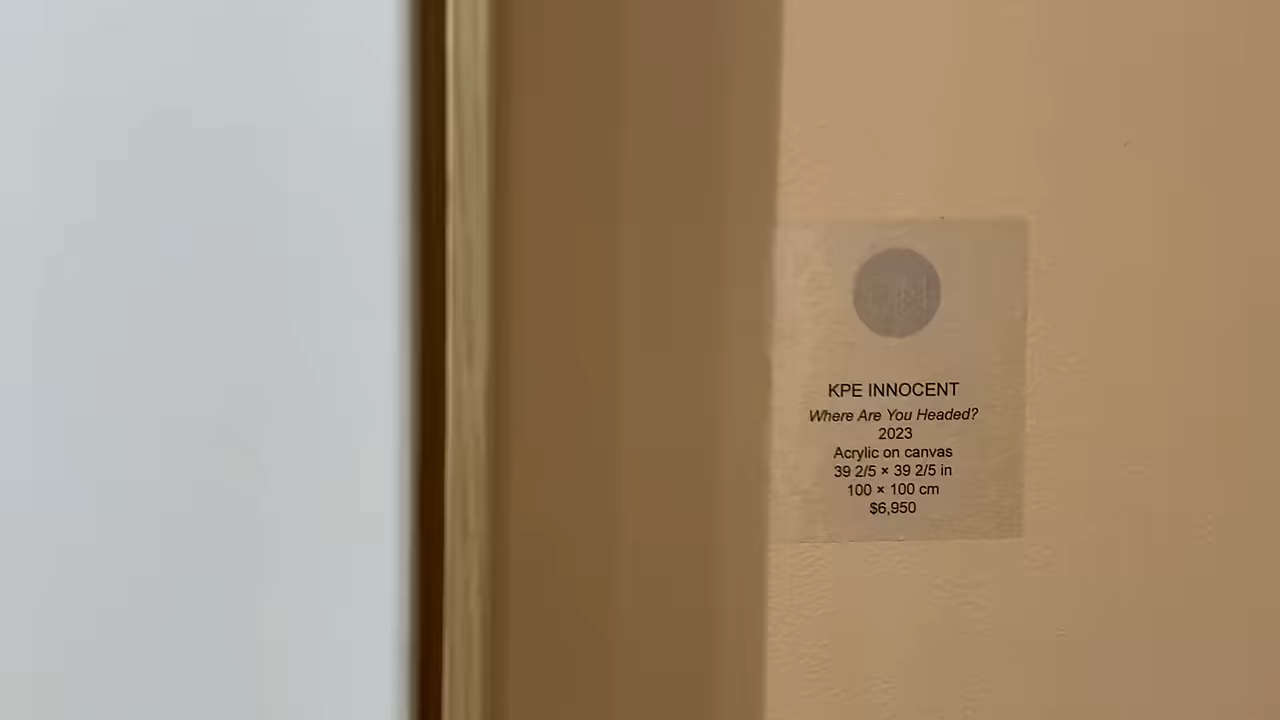 KPE INNOCENT
Where Are You Headed?
2023
Acrylic on canvas
39 2/5 × 39 2/5 in
100 × 100 cm
$6,950